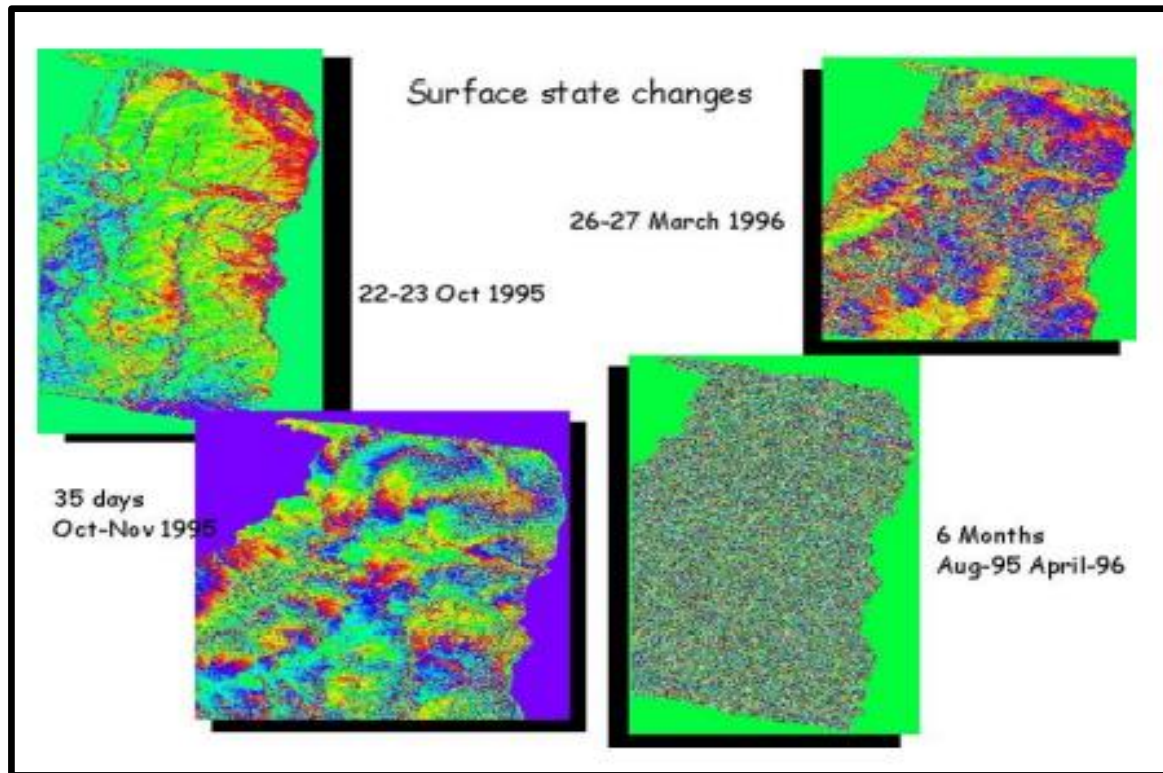 Surface state changes
26-27 March 1996
22-23 Oct 1995
35 days
Oct-Nov 1995
6 Months
Aug-95 April-96